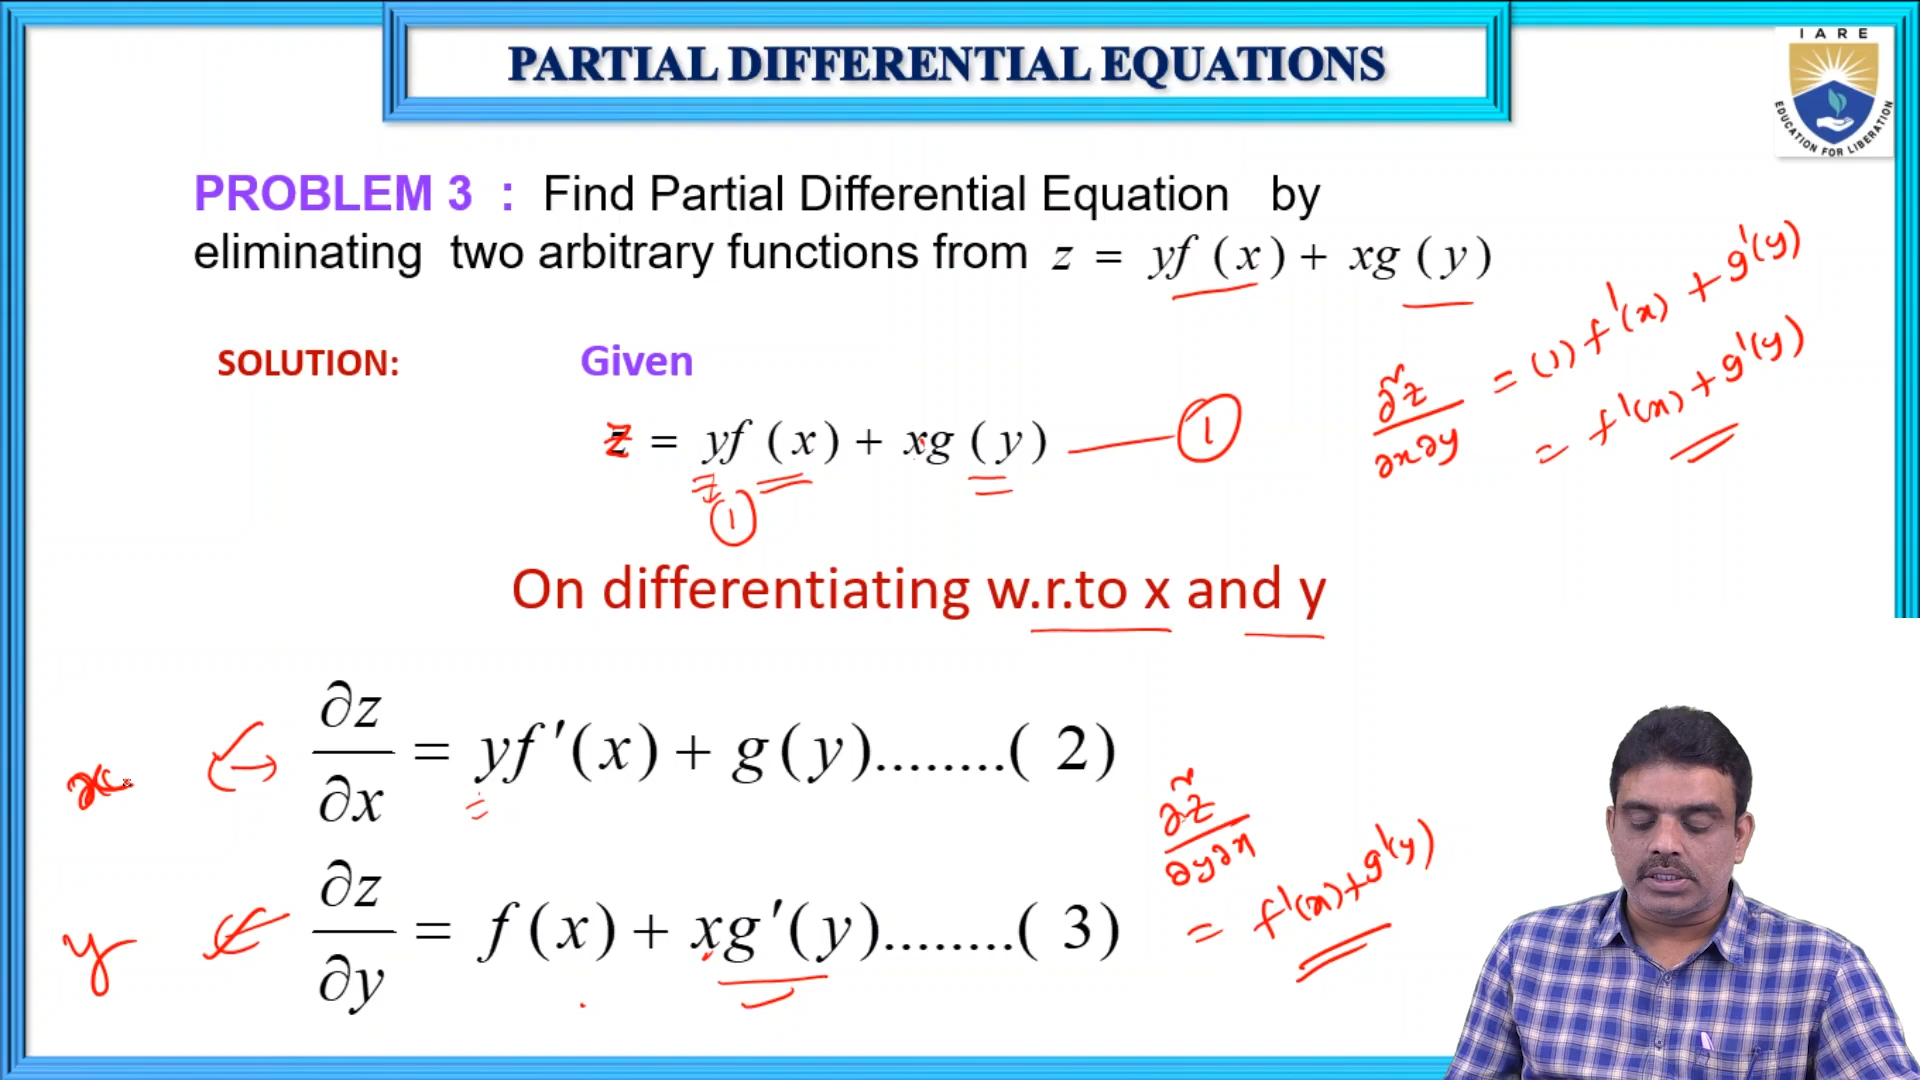 PARTIAL DIFFERENTIAL EQUATIONS
IARE
EDUCATION FOR LIBERATION
PROBLEM 3 : Find Partial Differential Equation by
eliminating two arbitrary functions from z = yf (x) + xg (y)
∂²z/∂x∂y = (1) f'(x) + g'(y)
= f'(x) + g'(y)
SOLUTION: Given
z = yf (x) + xg (y) 1
1
On differentiating w.r.to x and y
x ∂z/∂x = yf'(x) + g(y)........( 2)
∂²z/∂y∂x = f'(x) + g'(y)
y ∂z/∂y = f (x) + xg'(y)........( 3)